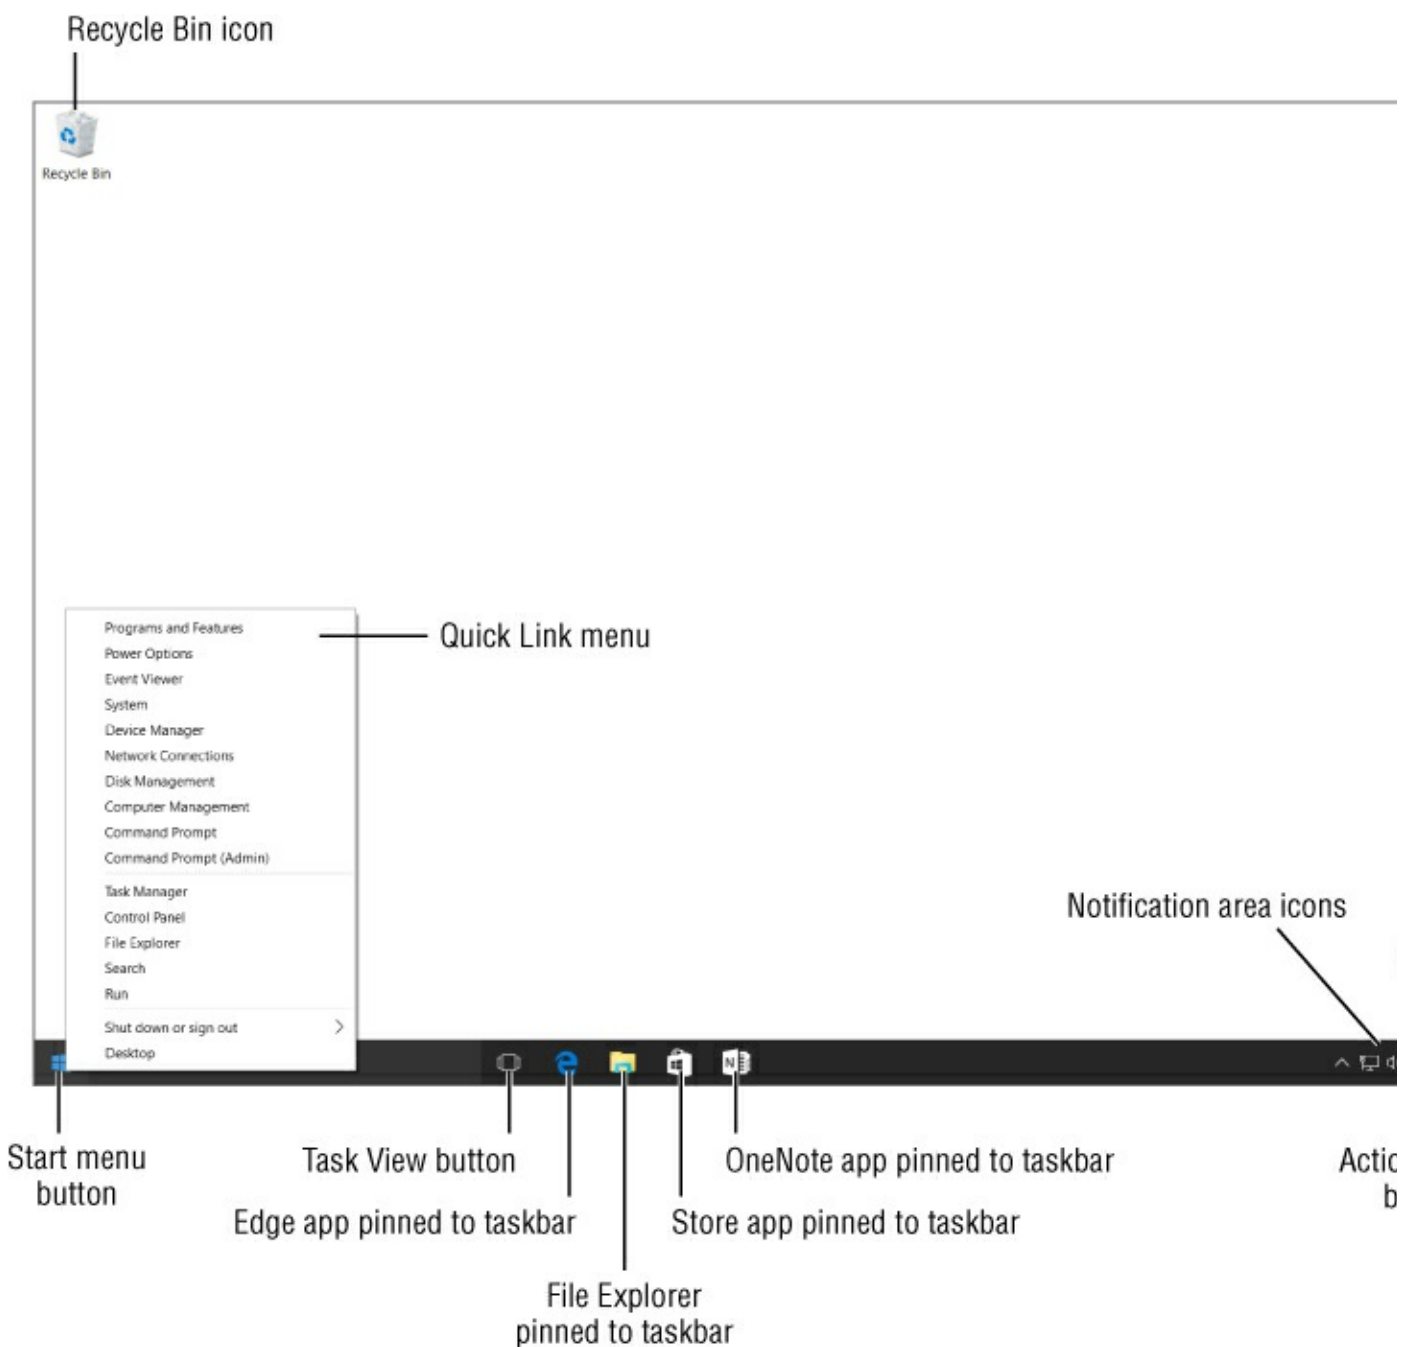 Recycle Bin icon
Recycle Bin
Programs and Features
Quick Link menu
Power Options
Event Viewer
System
Device Manager
Network Connections
Disk Management
Computer Management
Command Prompt
Command Prompt (Admin)
Task Manager
Control Panel
File Explorer
Search
Run
Shut down or sign out
Desktop
Notification area icons
Start menu
button
Task View button
OneNote app pinned to taskbar
Edge app pinned to taskbar
Store app pinned to taskbar
File Explorer
pinned to taskbar